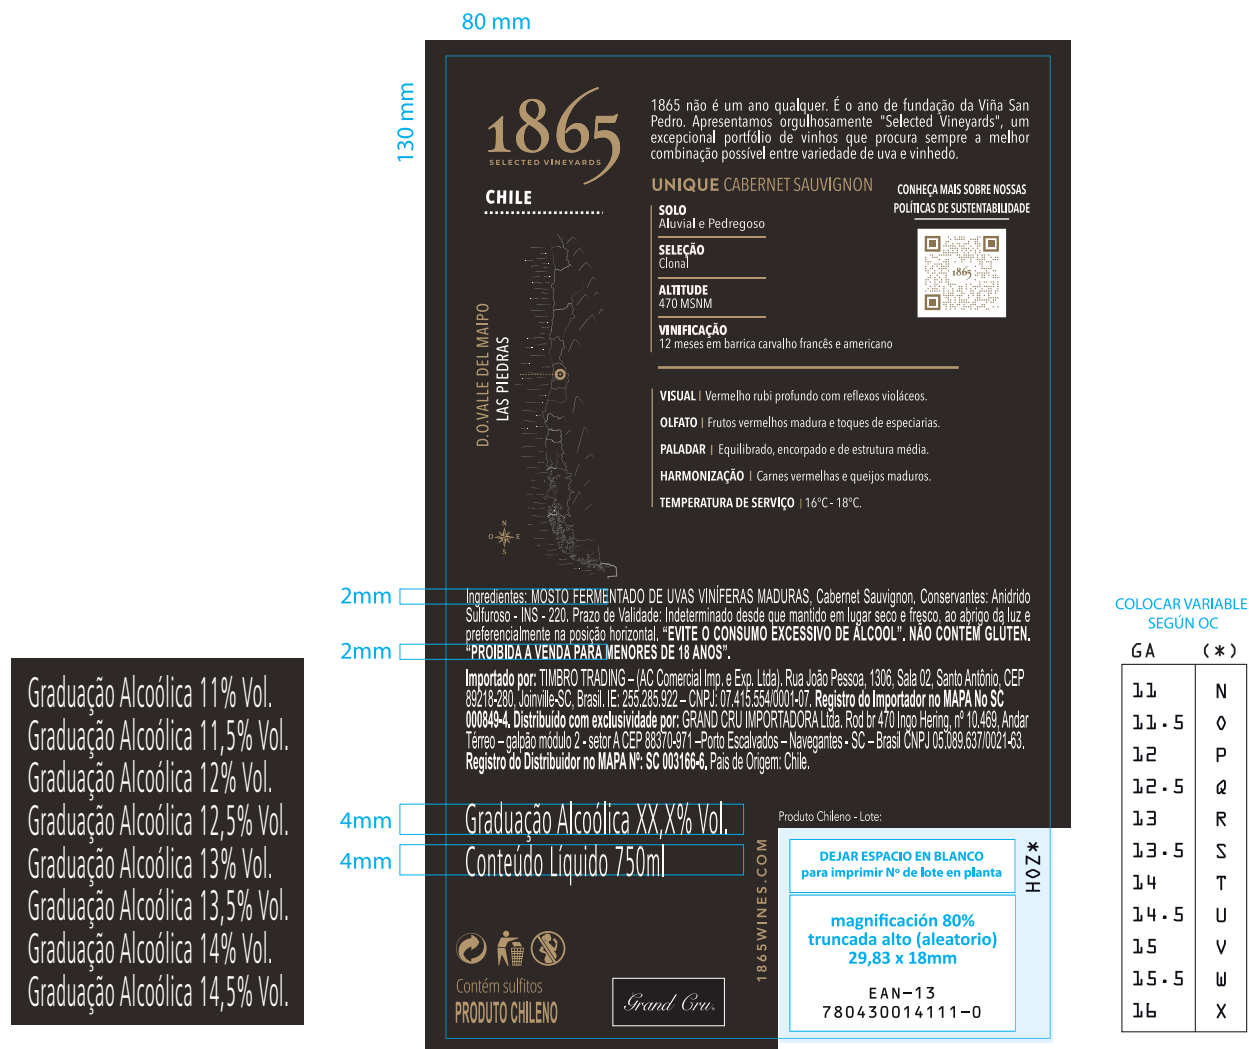 80 mm
130 mm
1865
SELECTED VINEYARDS
CHILE
D.O.VALLE DEL MAIPO
LAS PIEDRAS
N
O
E
S
1865 não é um ano qualquer. É o ano de fundação da Viña San
Pedro. Apresentamos orgulhosamente "Selected Vineyards", um
excepcional portfólio de vinhos que procura sempre a melhor
combinação possível entre variedade de uva e vinhedo.
UNIQUE CABERNET SAUVIGNON
SOLO
Aluvial e Pedregoso
SELEÇÃO
Clonal
ALTITUDE
470 MSNM
VINIFICAÇÃO
12 meses em barrica carvalho francês e americano
CONHEÇA MAIS SOBRE NOSSAS
POLÍTICAS DE SUSTENTABILIDADE
1865
VISUAL | Vermelho rubi profundo com reflexos violáceos.
OLFATO | Frutos vermelhos madura e toques de especiarias.
PALADAR | Equilibrado, encorpado e de estrutura média.
HARMONIZAÇÃO | Carnes vermelhas e queijos maduros.
TEMPERATURA DE SERVIÇO | 16ºC - 18ºC.
2mm
Ingredientes: MOSTO FERMENTADO DE UVAS VINÍFERAS MADURAS, Cabernet Sauvignon, Conservantes: Anidrido
Sulfuroso - INS - 220. Prazo de Validade: Indeterminado desde que mantido em lugar seco e fresco, ao abrigo da luz e
preferencialmente na posição horizontal. “EVITE O CONSUMO EXCESSIVO DE ÁLCOOL”. NÃO CONTÉM GLÚTEN.
2mm
“PROIBIDA A VENDA PARA MENORES DE 18 ANOS”.
Importado por: TIMBRO TRADING – (AC Comercial Imp. e Exp. Ltda). Rua João Pessoa, 1306, Sala 02, Santo Antônio, CEP
89218-280, Joinville-SC, Brasil. IE: 255.285.922 – CNPJ: 07.415.554/0001-07. Registro do Importador no MAPA No SC
000849-4. Distribuído com exclusividade por: GRAND CRU IMPORTADORA Ltda. Rod br 470 Ingo Hering, nº 10.469, Andar
Térreo – galpão módulo 2 - setor A CEP 88370-971 –Porto Escalvados – Navegantes - SC – Brasil CNPJ 05.089.637/0021-63.
Registro do Distribuidor no MAPA Nº: SC 003166-6. Pais de Origem: Chile.
4mm
Graduação Alcoólica XX,X% Vol.
4mm
Conteúdo Líquido 750ml
Contém sulfitos
PRODUTO CHILENO
Grand Cru.
1865WINES.COM
Produto Chileno - Lote:
DEJAR ESPACIO EN BLANCO
para imprimir Nº de lote en planta
HOZ*
magnificación 80%
truncada alto (aleatorio)
29,83 x 18mm
EAN-13
780430014111-0
Graduação Alcoólica 11% Vol.
Graduação Alcoólica 11,5% Vol.
Graduação Alcoólica 12% Vol.
Graduação Alcoólica 12,5% Vol.
Graduação Alcoólica 13% Vol.
Graduação Alcoólica 13,5% Vol.
Graduação Alcoólica 14% Vol.
Graduação Alcoólica 14,5% Vol.
COLOCAR VARIABLE
SEGÚN OC
GA (*)
11 N
11.5 O
12 P
12.5 Q
13 R
13.5 S
14 T
14.5 U
15 V
15.5 W
16 X